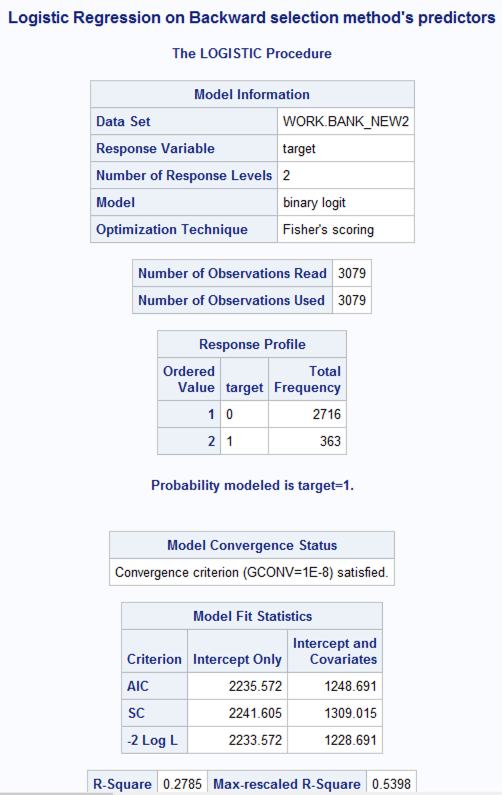 Logistic Regression on Backward selection method's predictors
The LOGISTIC Procedure
Model Information
Data Set WORK.BANK_NEW2
Response Variable target
Number of Response Levels 2
Model binary logit
Optimization Technique Fisher's scoring
Number of Observations Read 3079
Number of Observations Used 3079
Response Profile
Ordered Total
Value target Frequency
1 0 2716
2 1 363
Probability modeled is target=1.
Model Convergence Status
Convergence criterion (GCONV=1E-8) satisfied.
Model Fit Statistics
Intercept and
Criterion Intercept Only Covariates
AIC 2235.572 1248.691
SC 2241.605 1309.015
-2 Log L 2233.572 1228.691
R-Square 0.2785 Max-rescaled R-Square 0.5398